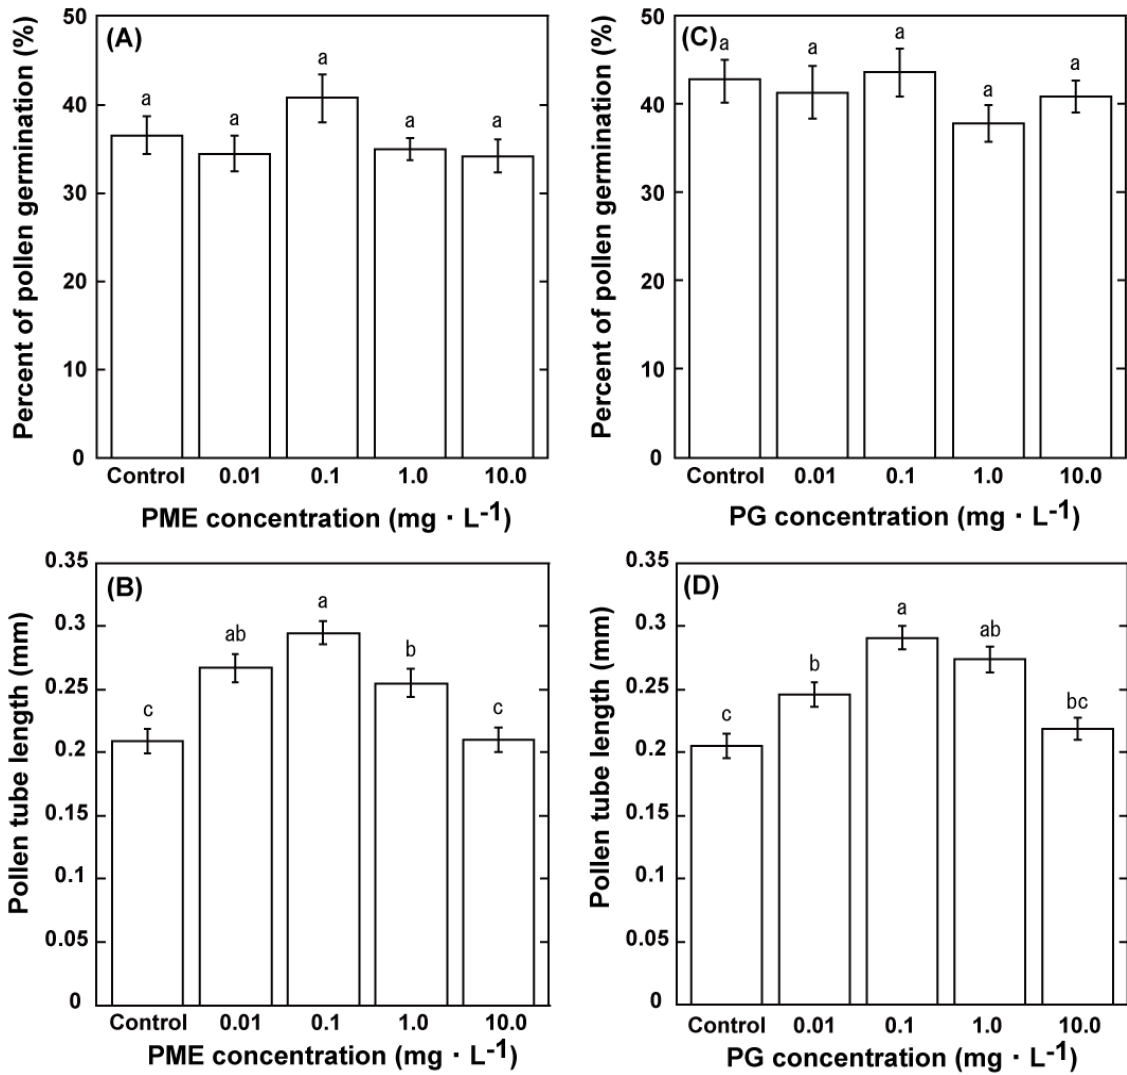 (A)
Percent of pollen germination (%)
50
40
30
20
10
0
a
a
a
a
a
Control 0.01 0.1 1.0 10.0
PME concentration (mg · L-1)
(C)
Percent of pollen germination (%)
50
40
30
20
10
0
a
a
a
a
a
Control 0.01 0.1 1.0 10.0
PG concentration (mg · L-1)
(B)
Pollen tube length (mm)
0.35
0.3
0.25
0.2
0.15
0.1
0.05
0
c
ab
a
b
c
Control 0.01 0.1 1.0 10.0
PME concentration (mg · L-1)
(D)
Pollen tube length (mm)
0.35
0.3
0.25
0.2
0.15
0.1
0.05
0
c
b
a
ab
bc
Control 0.01 0.1 1.0 10.0
PG concentration (mg · L-1)